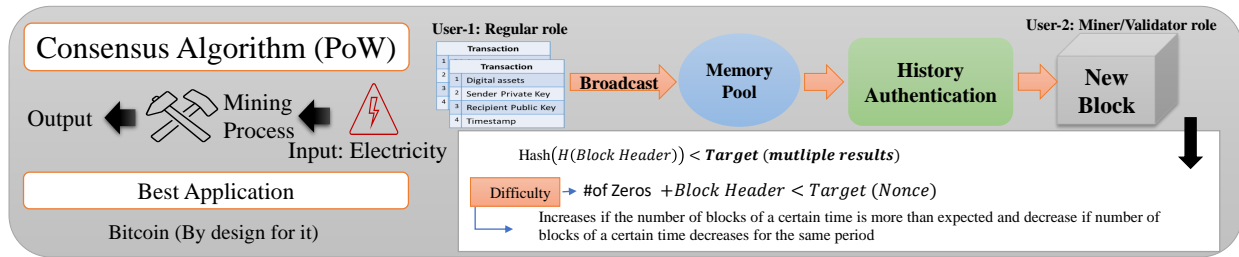 Consensus Algorithm (PoW)
Output
Mining
Process
Input: Electricity
Best Application
Bitcoin (By design for it)
User-1: Regular role
Transaction
1
2
3
4
Transaction
1 Digital assets
2 Sender Private Key
3 Recipient Public Key
4 Timestamp
Broadcast
Memory
Pool
History
Authentication
User-2: Miner/Validator role
New
Block
Hash(H(Block Header)) < Target (mutliple results)
Difficulty
#of Zeros +Block Header < Target (Nonce)
Increases if the number of blocks of a certain time is more than expected and decrease if number of
blocks of a certain time decreases for the same period